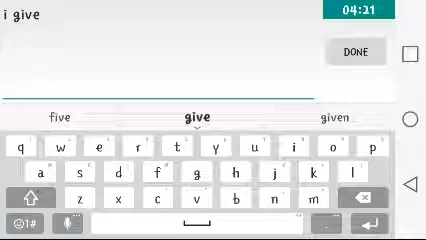 04:21
i give
DONE
five give given
q w e r t y u i o p
a s d f g h j k l
z x c v b n m
1#